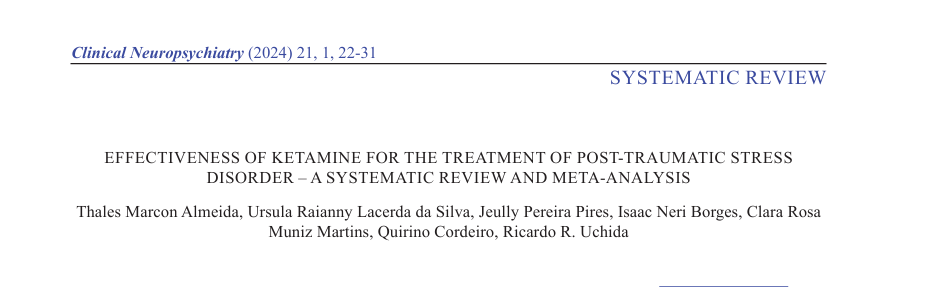 Clinical Neuropsychiatry (2024) 21, 1, 22-31
SYSTEMATIC REVIEW
EFFECTIVENESS OF KETAMINE FOR THE TREATMENT OF POST-TRAUMATIC STRESS
DISORDER – A SYSTEMATIC REVIEW AND META-ANALYSIS
Thales Marcon Almeida, Ursula Raianny Lacerda da Silva, Jeully Pereira Pires, Isaac Neri Borges, Clara Rosa
Muniz Martins, Quirino Cordeiro, Ricardo R. Uchida